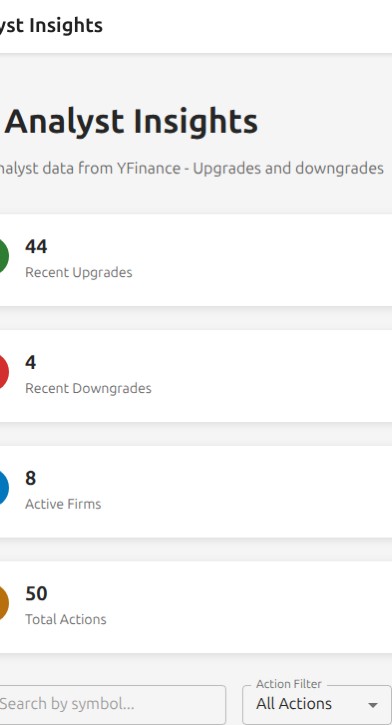 yst Insights
Analyst Insights
nalyst data from YFinance - Upgrades and downgrades
44
Recent Upgrades
4
Recent Downgrades
8
Active Firms
50
Total Actions
Action Filter
Search by symbol... All Actions